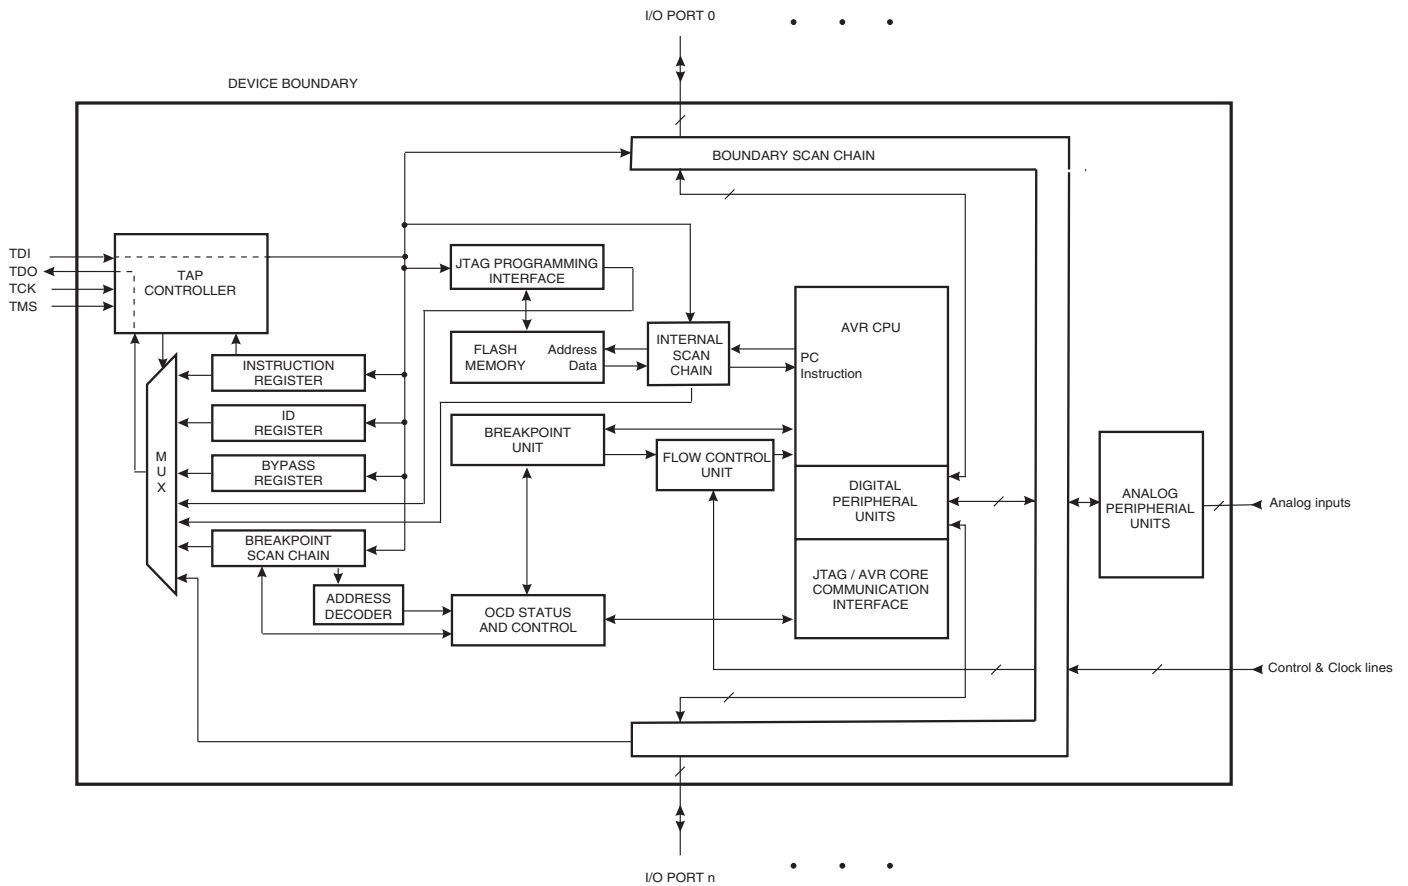 I/O PORT 0
DEVICE BOUNDARY
BOUNDARY SCAN CHAIN
TDI
TDO
TCK
TMS
TAP
CONTROLLER
JTAG PROGRAMMING
INTERFACE
AVR CPU
FLASH
MEMORY
Address
Data
INTERNAL
SCAN
CHAIN
PC
Instruction
INSTRUCTION
REGISTER
ID
REGISTER
M
U
X
BYPASS
REGISTER
BREAKPOINT
UNIT
FLOW CONTROL
UNIT
DIGITAL
PERIPHERAL
UNITS
ANALOG
PERIPHERIAL
UNITS
Analog inputs
BREAKPOINT
SCAN CHAIN
ADDRESS
DECODER
OCD STATUS
AND CONTROL
JTAG / AVR CORE
COMMUNICATION
INTERFACE
Control & Clock lines
I/O PORT n